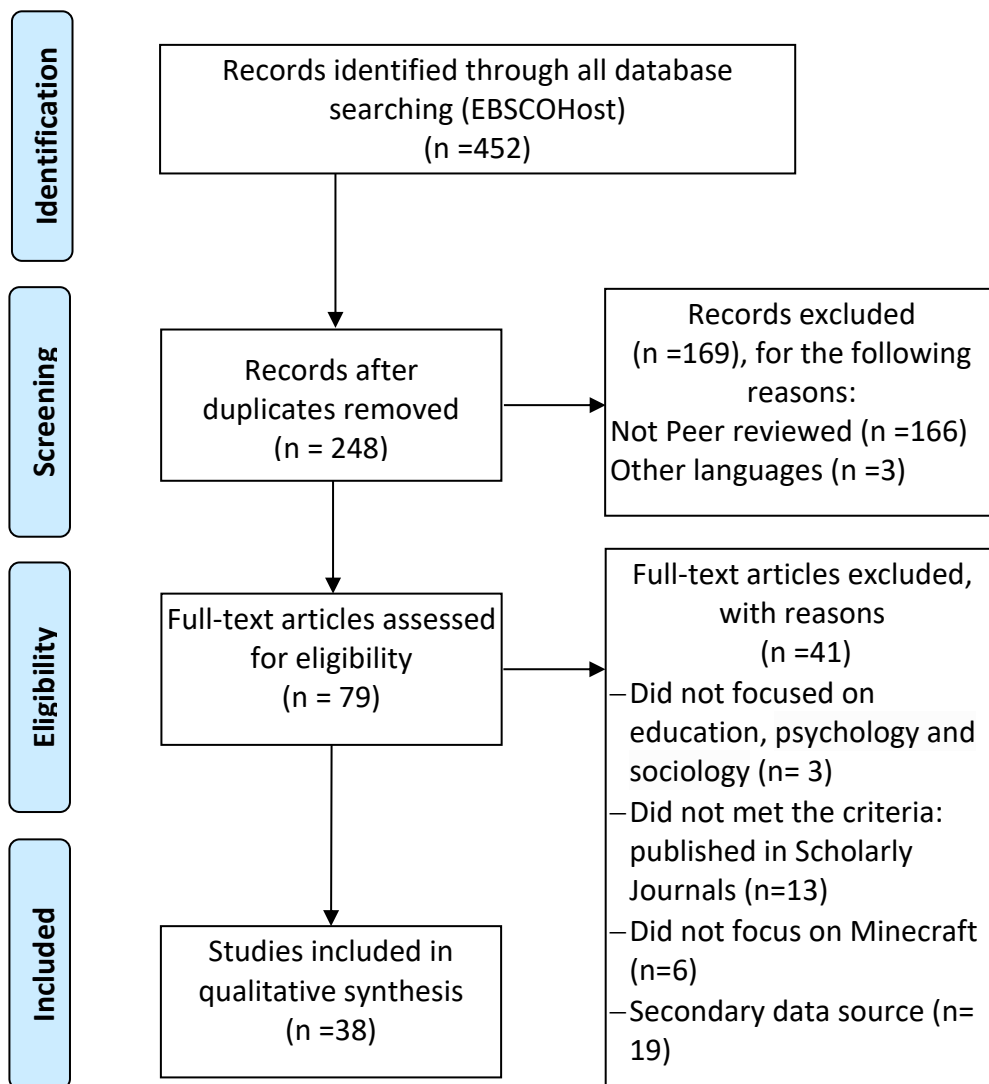 Identification
Records identified through all database
searching (EBSCOHost)
(n =452)
Screening
Records after
duplicates removed
(n = 248)
Records excluded
(n =169), for the following
reasons:
Not Peer reviewed (n =166)
Other languages (n =3)
Eligibility
Full-text articles assessed
for eligibility
(n = 79)
Full-text articles excluded,
with reasons
(n =41)
–Did not focused on
education, psychology and
sociology (n= 3)
–Did not met the criteria:
published in Scholarly
Journals (n=13)
–Did not focus on Minecraft
(n=6)
–Secondary data source (n=
19)
Included
Studies included in
qualitative synthesis
(n =38)